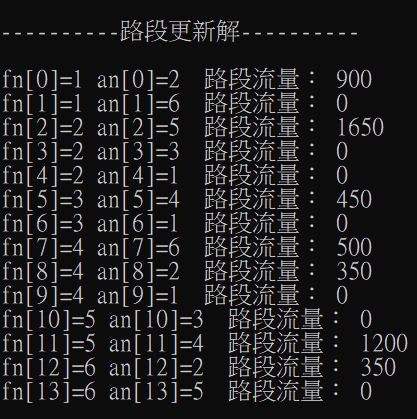 ----------路段更新解----------
fn[0]=1 an[0]=2 路段流量： 900
fn[1]=1 an[1]=6 路段流量： 0
fn[2]=2 an[2]=5 路段流量： 1650
fn[3]=2 an[3]=3 路段流量： 0
fn[4]=2 an[4]=1 路段流量： 0
fn[5]=3 an[5]=4 路段流量： 450
fn[6]=3 an[6]=1 路段流量： 0
fn[7]=4 an[7]=6 路段流量： 500
fn[8]=4 an[8]=2 路段流量： 350
fn[9]=4 an[9]=1 路段流量： 0
fn[10]=5 an[10]=3 路段流量： 0
fn[11]=5 an[11]=4 路段流量： 1200
fn[12]=6 an[12]=2 路段流量： 350
fn[13]=6 an[13]=5 路段流量： 0